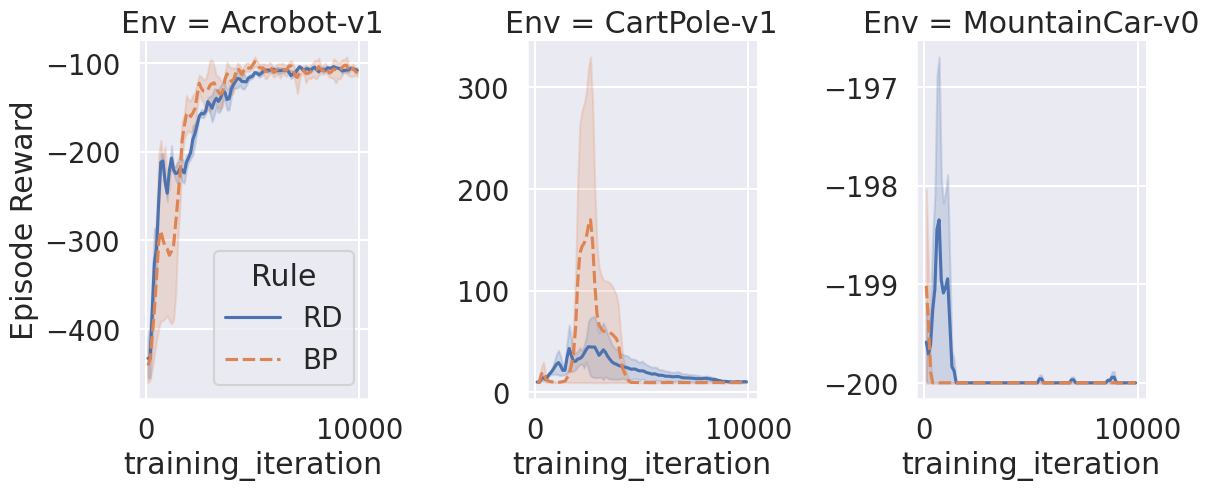 Env = Acrobot-v1
Episode Reward
−100
−200
−300
−400
Rule
RD
BP
0
10000
training_iteration
Env = CartPole-v1
300
200
100
0
0
10000
training_iteration
Env = MountainCar-v0
−197
−198
−199
−200
0
10000
training_iteration